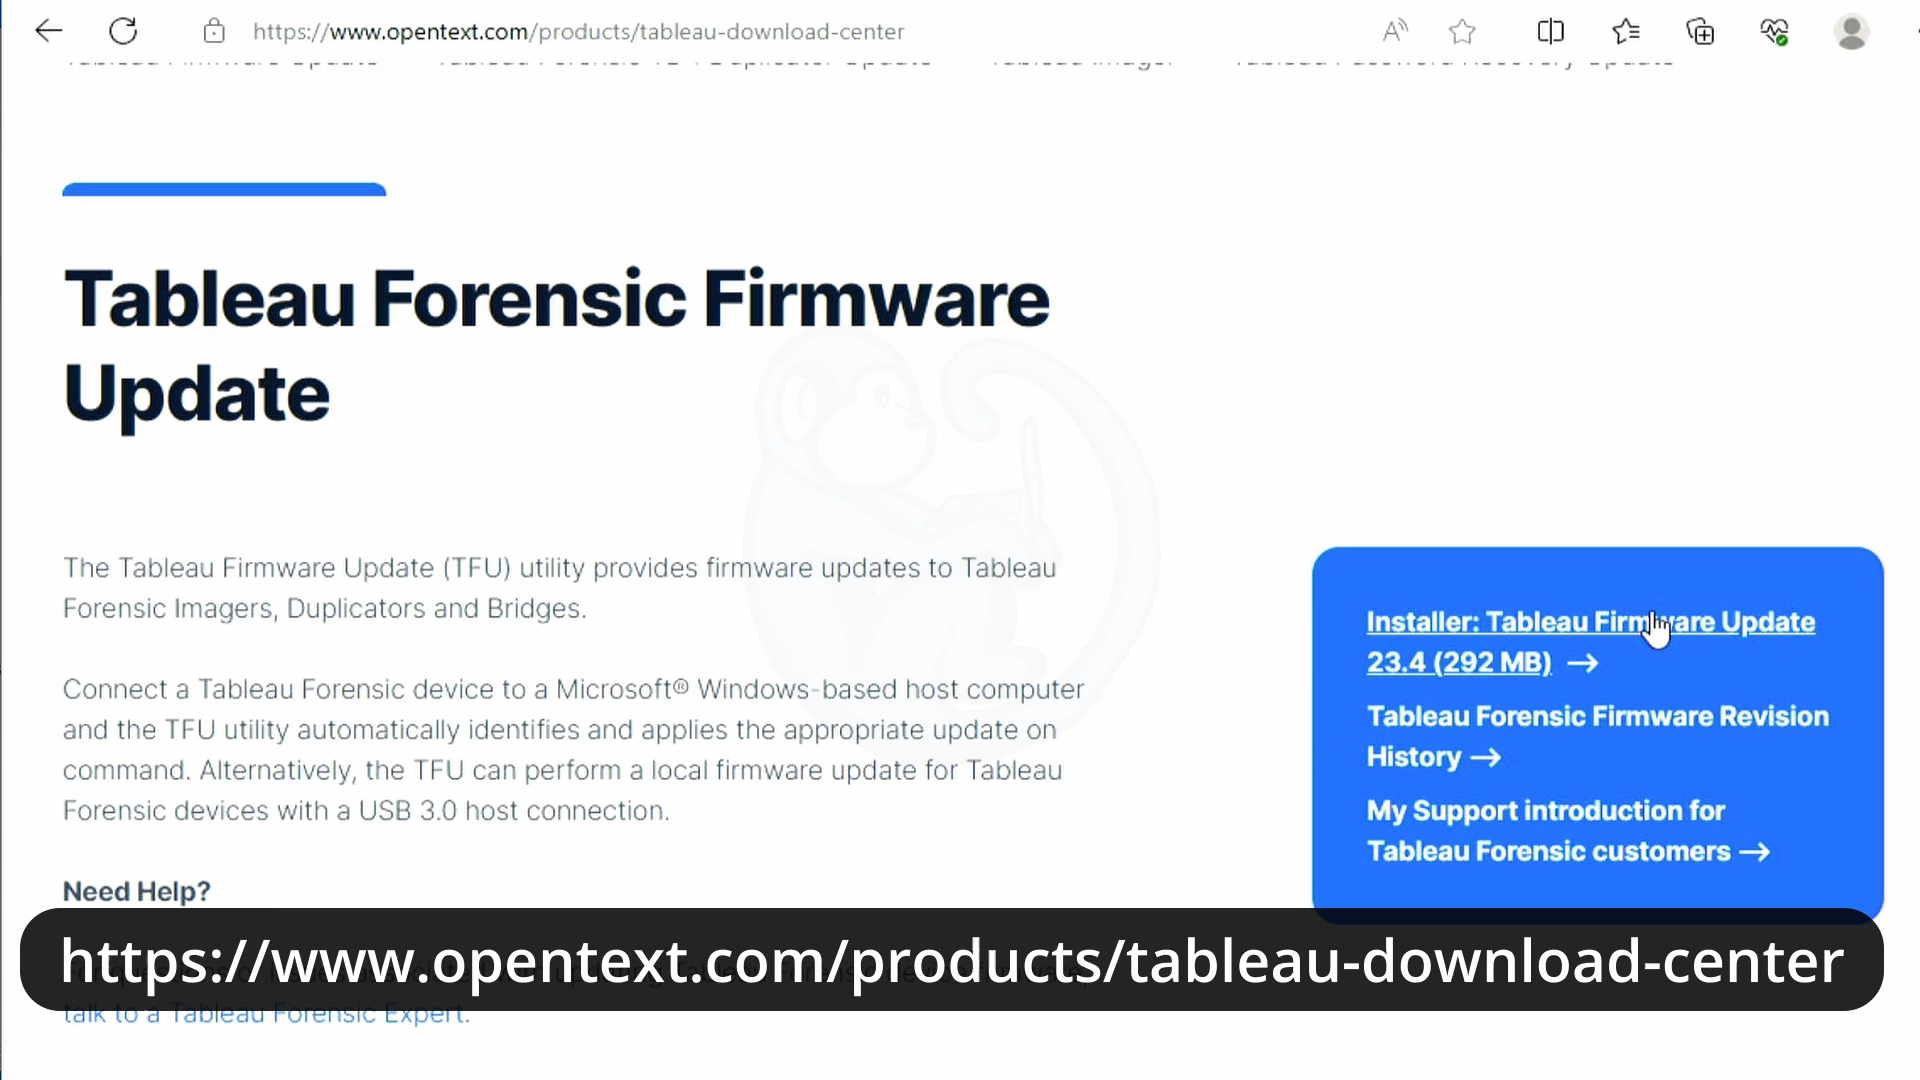 https://www.opentext.com/products/tableau-download-center
Tableau Forensic Firmware
Update
The Tableau Firmware Update (TFU) utility provides firmware updates to Tableau
Forensic Imagers, Duplicators and Bridges.
Connect a Tableau Forensic device to a Microsoft® Windows-based host computer
and the TFU utility automatically identifies and applies the appropriate update on
command. Alternatively, the TFU can perform a local firmware update for Tableau
Forensic devices with a USB 3.0 host connection.
Need Help?
talk to a Tableau Forensic Expert.
Installer: Tableau Firmware Update
23.4 (292 MB) →
Tableau Forensic Firmware Revision
History →
My Support introduction for
Tableau Forensic customers →
https://www.opentext.com/products/tableau-download-center